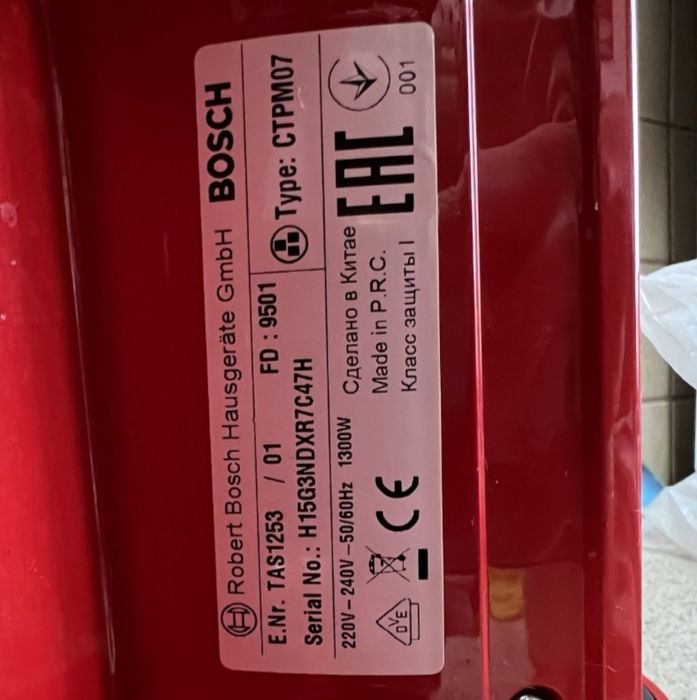 Robert Bosch Hausgeräte GmbH BOSCH
E.Nr. TAS1253 / 01 FD : 9501
Serial No.: H15G3NDXR7C47H
Type: CTPM07
220V – 240V ~50/60Hz 1300W
Сделано в Китае
Made in P.R.C.
Класс защиты I
DVE
CE
EAC
001